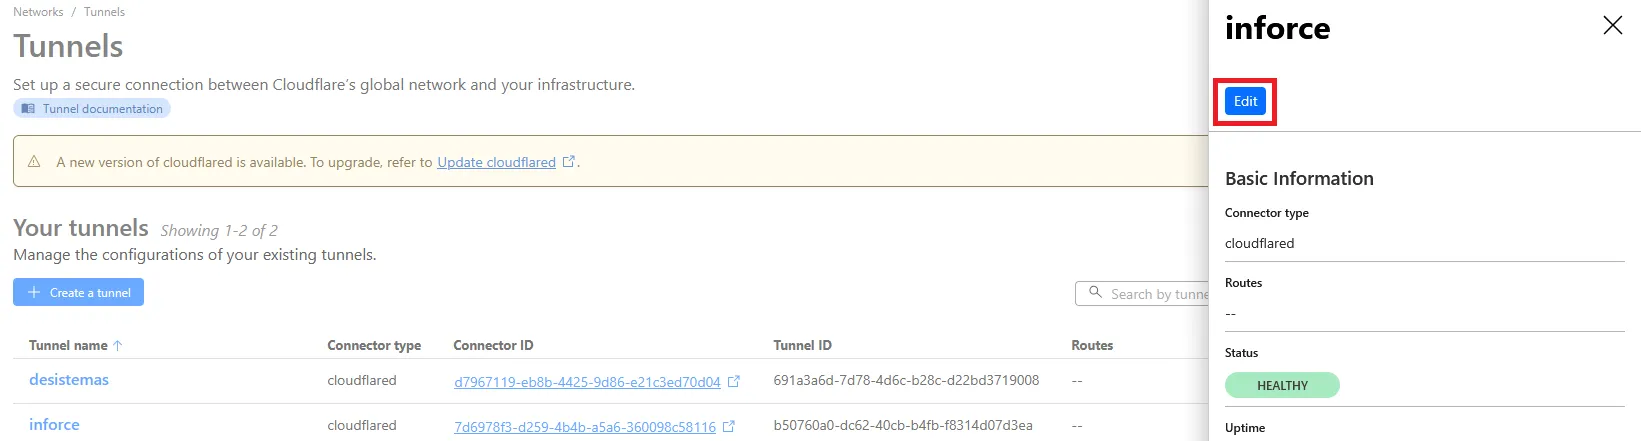 Networks / Tunnels
Tunnels
Set up a secure connection between Cloudflare's global network and your infrastructure.
Tunnel documentation
A new version of cloudflared is available. To upgrade, refer to Update cloudflared .
Your tunnels Showing 1-2 of 2
Manage the configurations of your existing tunnels.
+ Create a tunnel
Search by tunne
Tunnel name ↑ Connector type Connector ID Tunnel ID Routes
desistemas cloudflared d7967119-eb8b-4425-9d86-e21c3ed70d04 691a3a6d-7d78-4d6c-b28c-d22bd3719008 --
inforce cloudflared 7d6978f3-d259-4b4b-a5a6-360098c58116 b50760a0-dc62-40cb-b4fb-f8314d07d3ea --
inforce
Edit
Basic Information
Connector type
cloudflared
Routes
--
Status
HEALTHY
Uptime